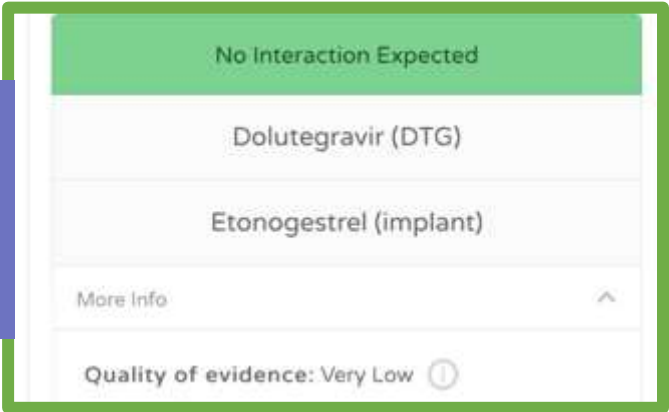 No Interaction Expected
Dolutegravir (DTG)
Etonogestrel (implant)
More Info
Quality of evidence: Very Low